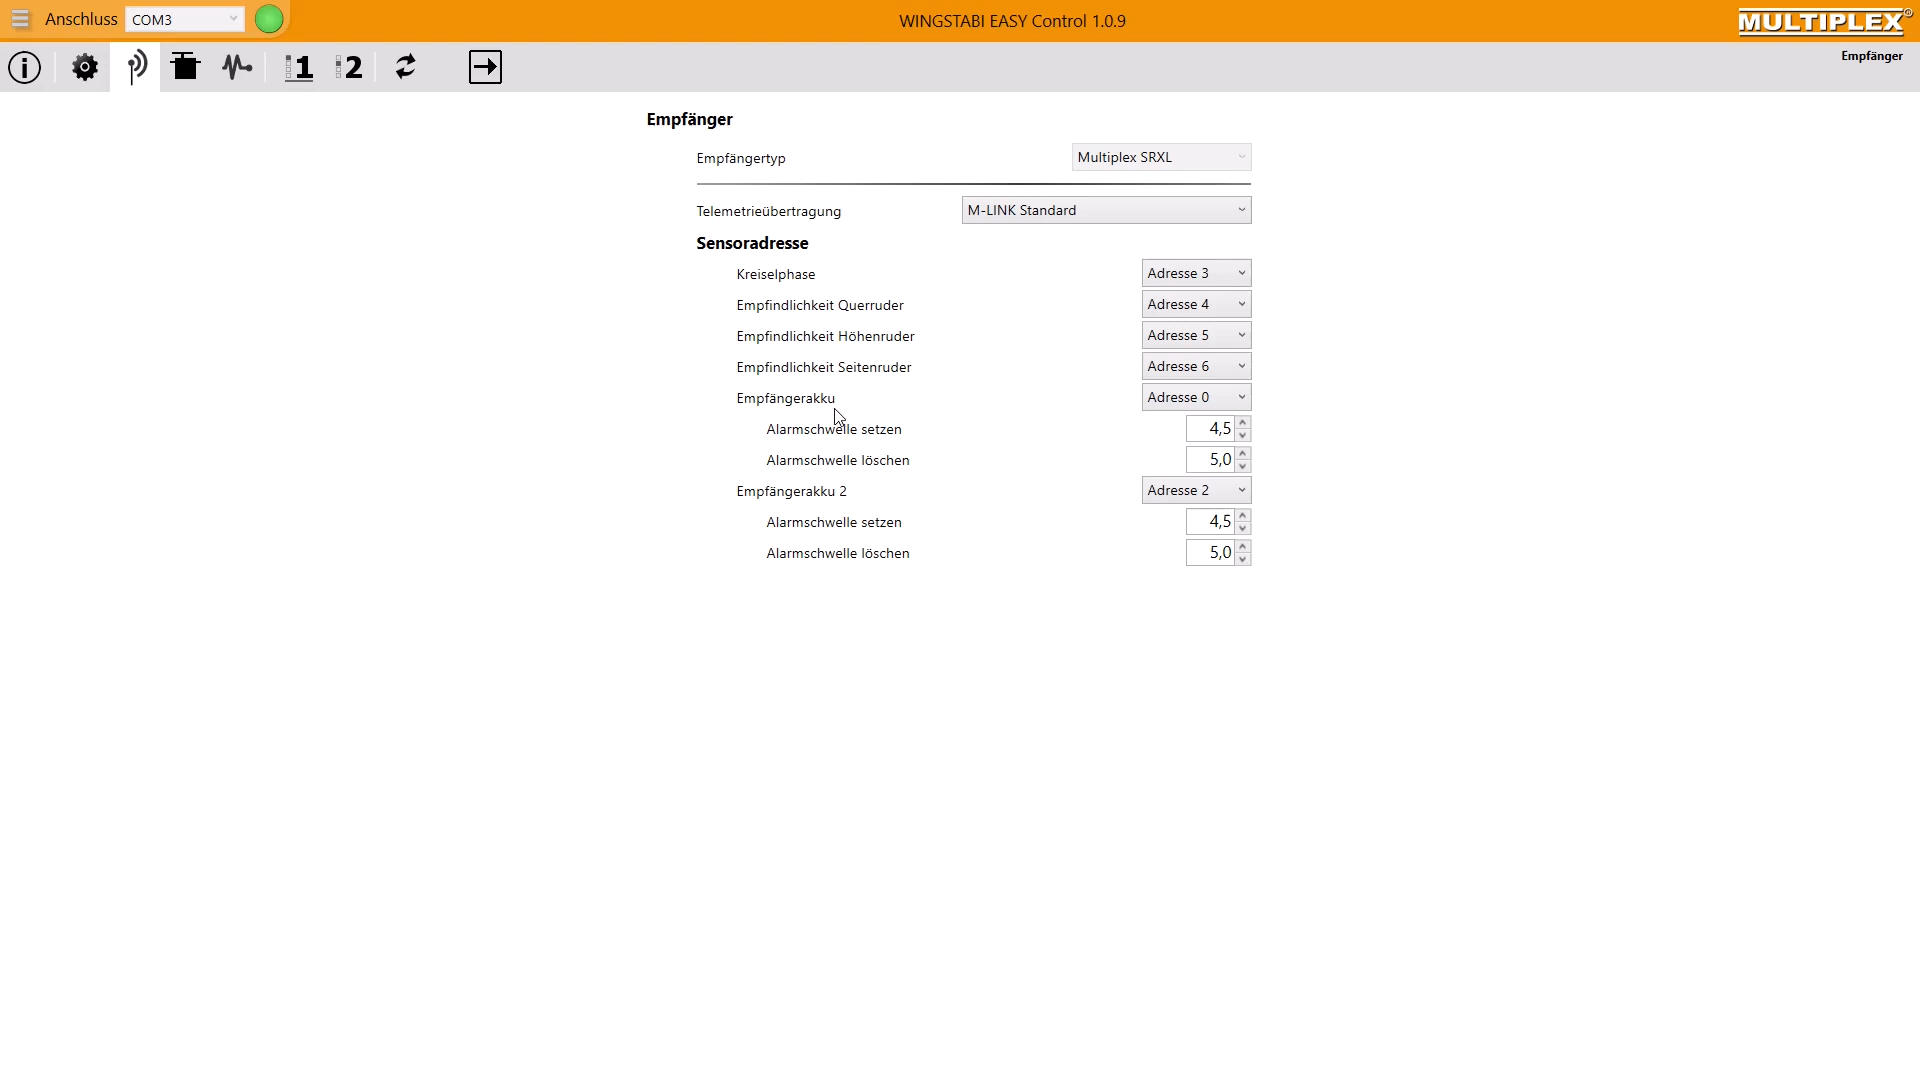 Anschluss COM3 WINGSTABI EASY Control 1.0.9 MULTIPLEX®
1 2 Empfänger
Empfänger
Empfängertyp Multiplex SRXL
Telemetrieübertragung M-LINK Standard
Sensoradresse
Kreiselphase Adresse 3
Empfindlichkeit Querruder Adresse 4
Empfindlichkeit Höhenruder Adresse 5
Empfindlichkeit Seitenruder Adresse 6
Empfängerakku Adresse 0
Alarmschwelle setzen 4,5
Alarmschwelle löschen 5,0
Empfängerakku 2 Adresse 2
Alarmschwelle setzen 4,5
Alarmschwelle löschen 5,0